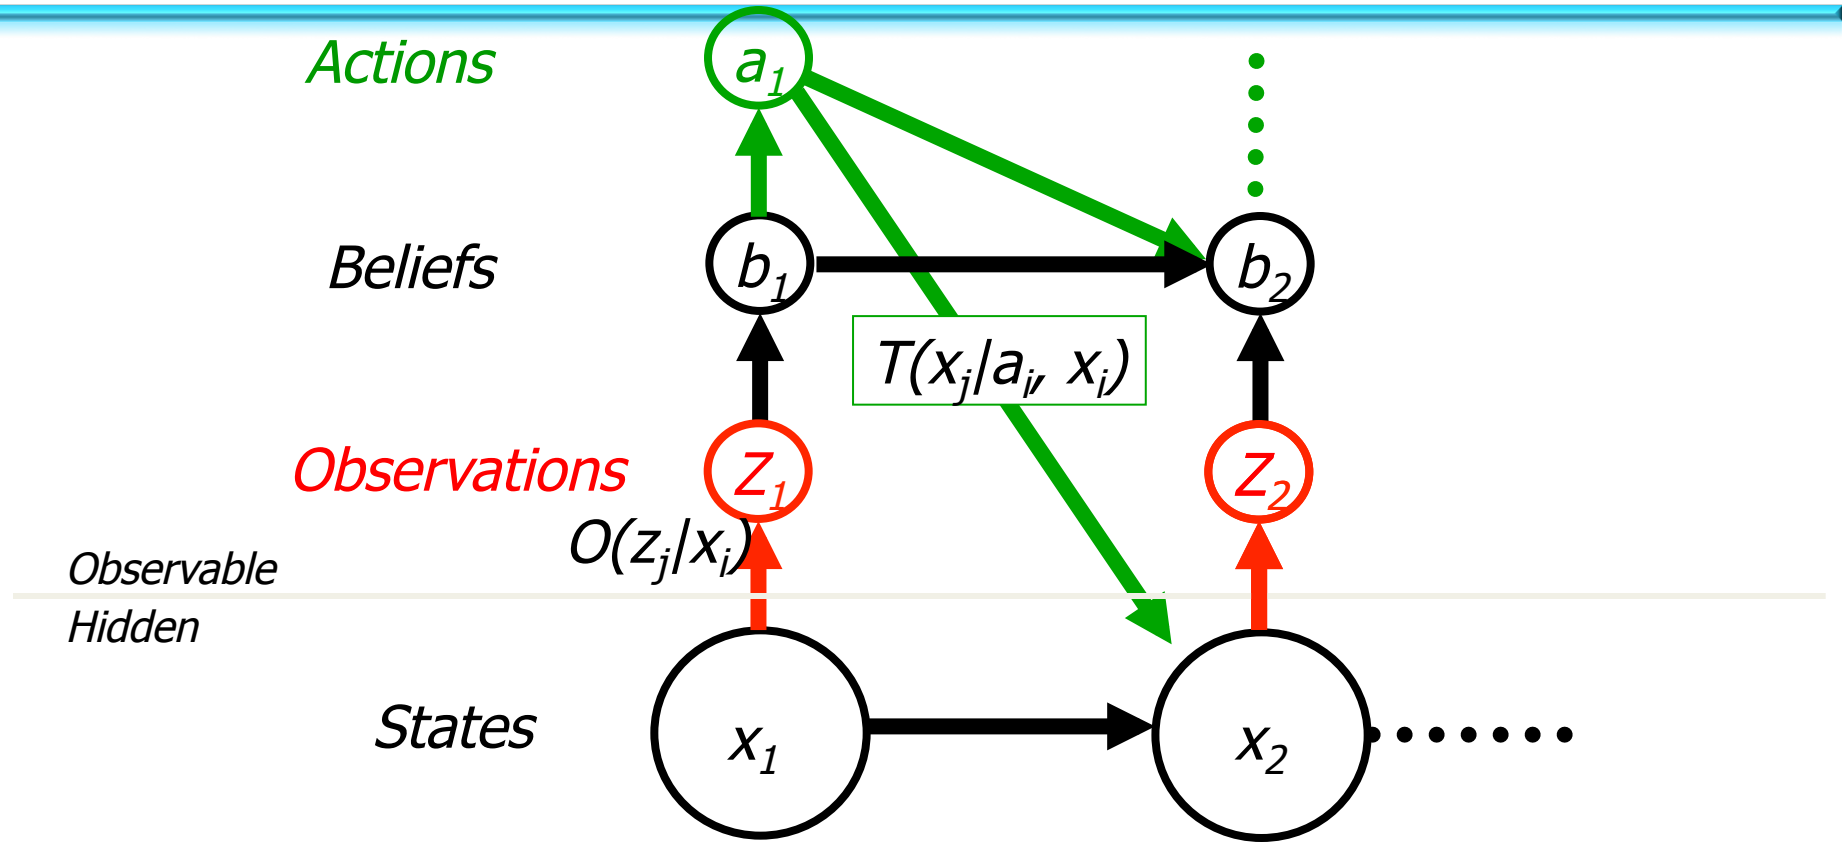 Actions
a1
Beliefs
b1
b2
T(xj|ai, xi)
Observations
z1
z2
O(zj|xi)
Observable
Hidden
States
x1
x2